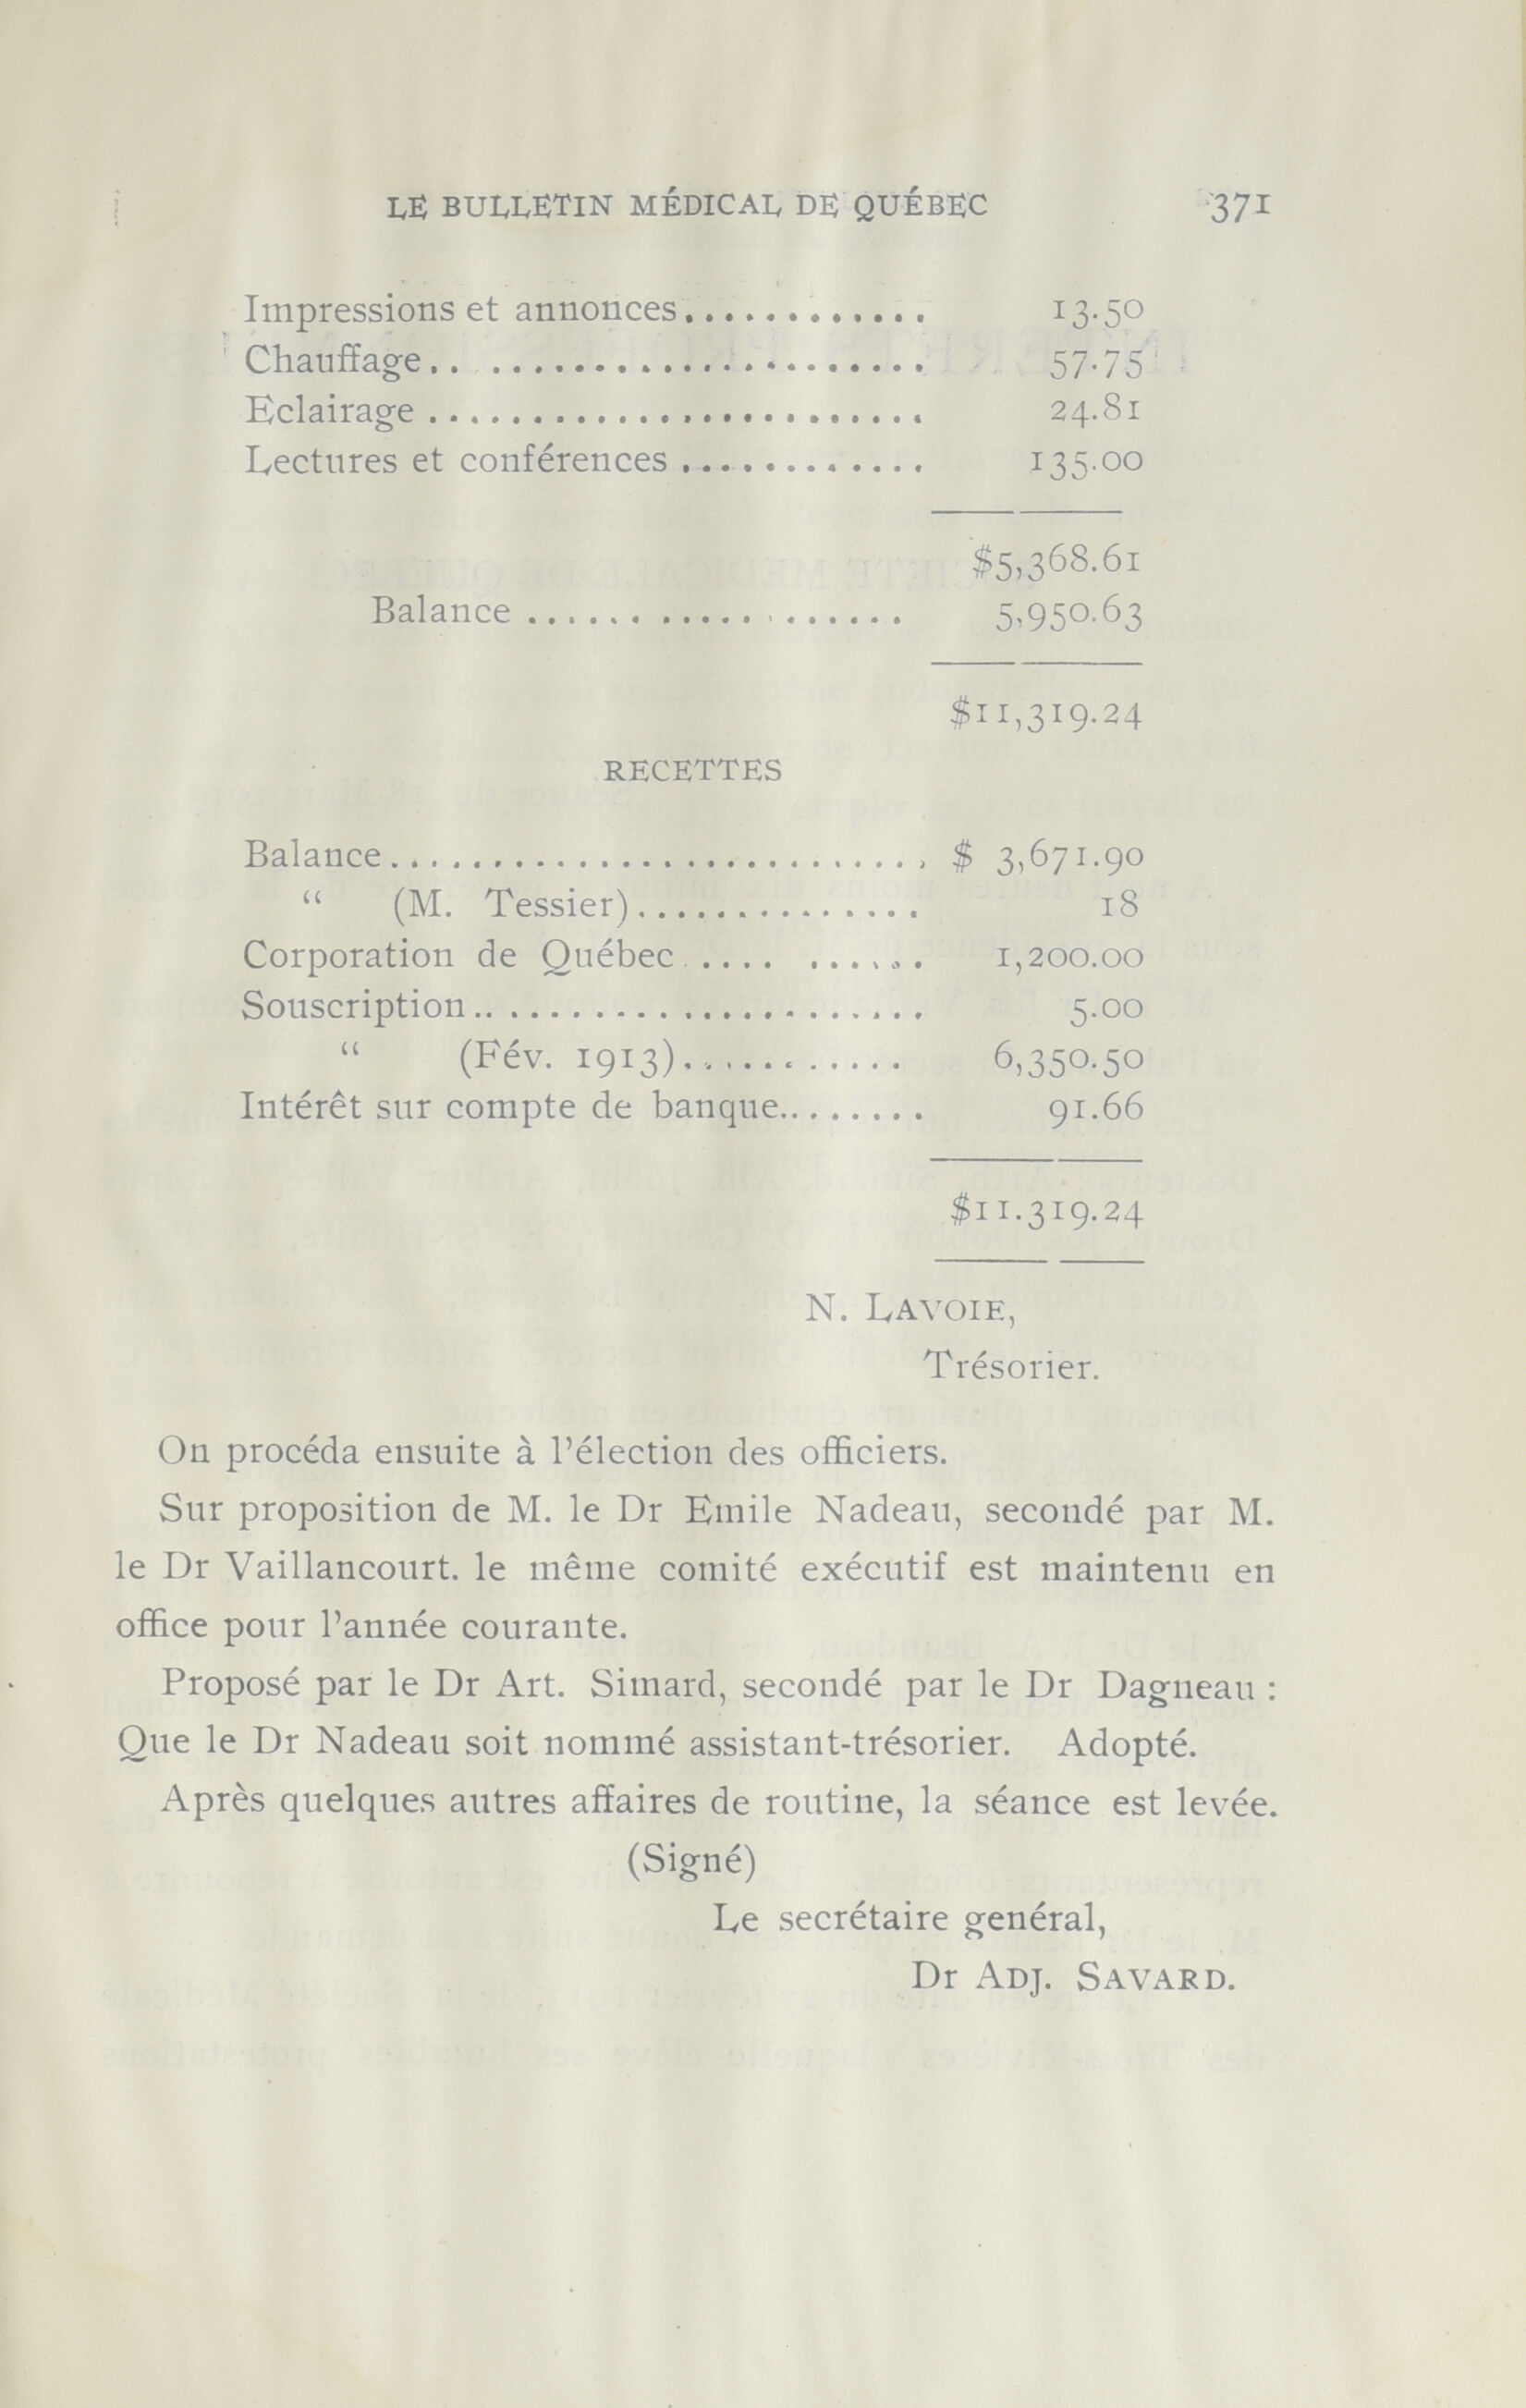 LE BULLETIN MÉDICAL DE QUÉBEC 371
Impressions et annonces............ 13.50
Chauffage.. ..................... 57.75
Eclairage ........................ 24.81
Lectures et conférences ............ 135.00
$5,368.61
Balance .................. 5,950.63
$11,319.24
RECETTES
Balance.......................... $ 3,671.90
“ (M. Tessier).............. 18
Corporation de Québec .... ...... 1,200.00
Souscription...................... 5.00
“ (Fév. 1913)........... 6,350.50
Intérêt sur compte de banque........ 91.66
$11.319.24
N. LAVOIE,
Trésorier.
On procéda ensuite à l’élection des officiers.
Sur proposition de M. le Dr Emile Nadeau, secondé par M.
le Dr Vaillancourt. le même comité exécutif est maintenu en
office pour l’année courante.
Proposé par le Dr Art. Simard, secondé par le Dr Dagneau :
Que le Dr Nadeau soit nommé assistant-trésorier. Adopté.
Après quelques autres affaires de routine, la séance est levée.
(Signé)
Le secrétaire general,
Dr ADJ. SAVARD.